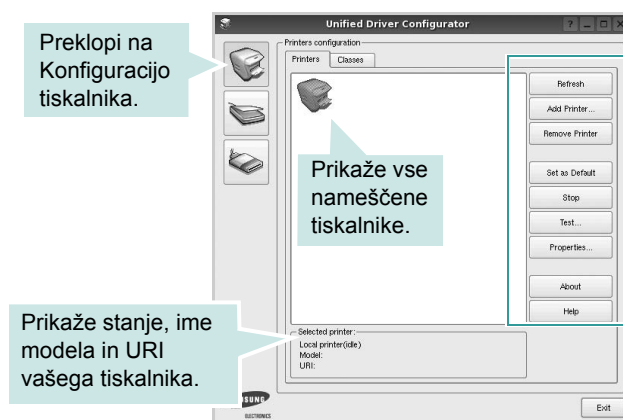 Unified Driver Configurator
Preklopi na
Konfiguracijo
tiskalnika.
Printers configuration
Printers
Classes
Prikaže vse
nameščene
tiskalnike.
Refresh
Add Printer...
Remove Printer
Set as Default
Stop
Test...
Properties...
About
Help
Prikaže stanje, ime
modela in URI
vašega tiskalnika.
Selected printer:
Local printer(idle)
Model:
URI:
SUNG
ELECTRONICS
Exit